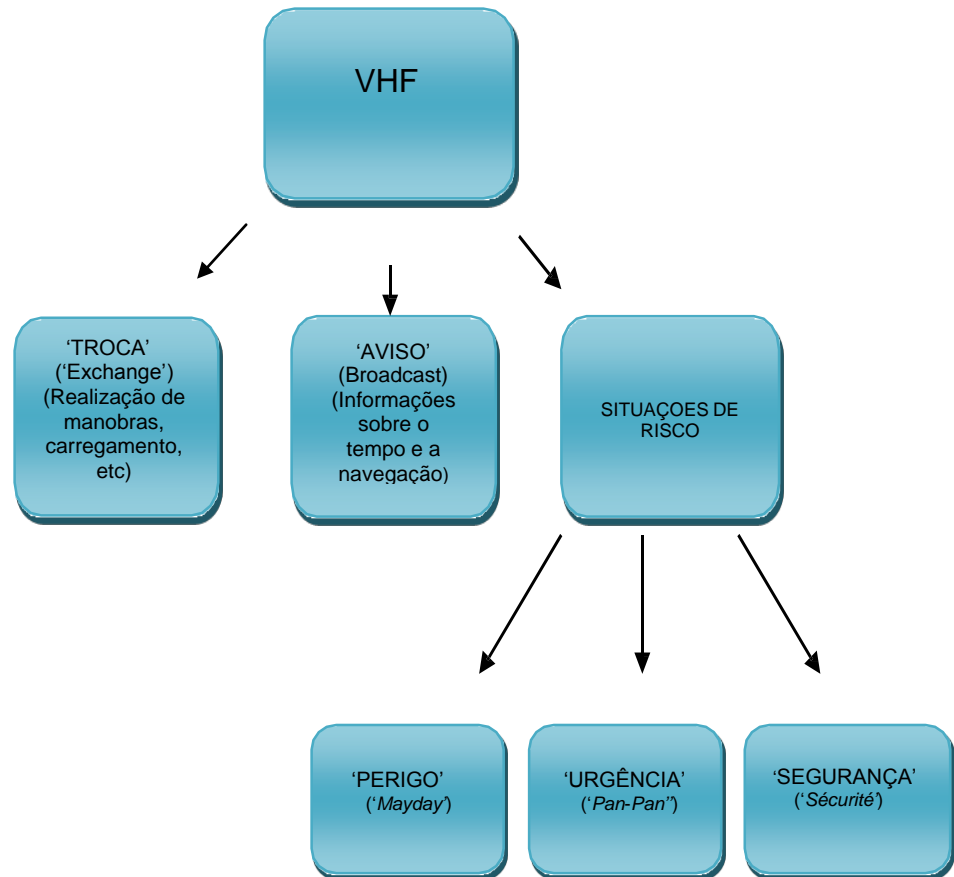 VHF
‘TROCA’
(‘Exchange’)
(Realização de
manobras,
carregamento,
etc)
‘AVISO’
(Broadcast)
(Informações
sobre o
tempo e a
navegação)
SITUAÇOES DE
RISCO
‘PERIGO’
(‘Mayday’)
‘URGÊNCIA’
(‘Pan-Pan’’)
‘SEGURANÇA’
(‘Sécurité’)